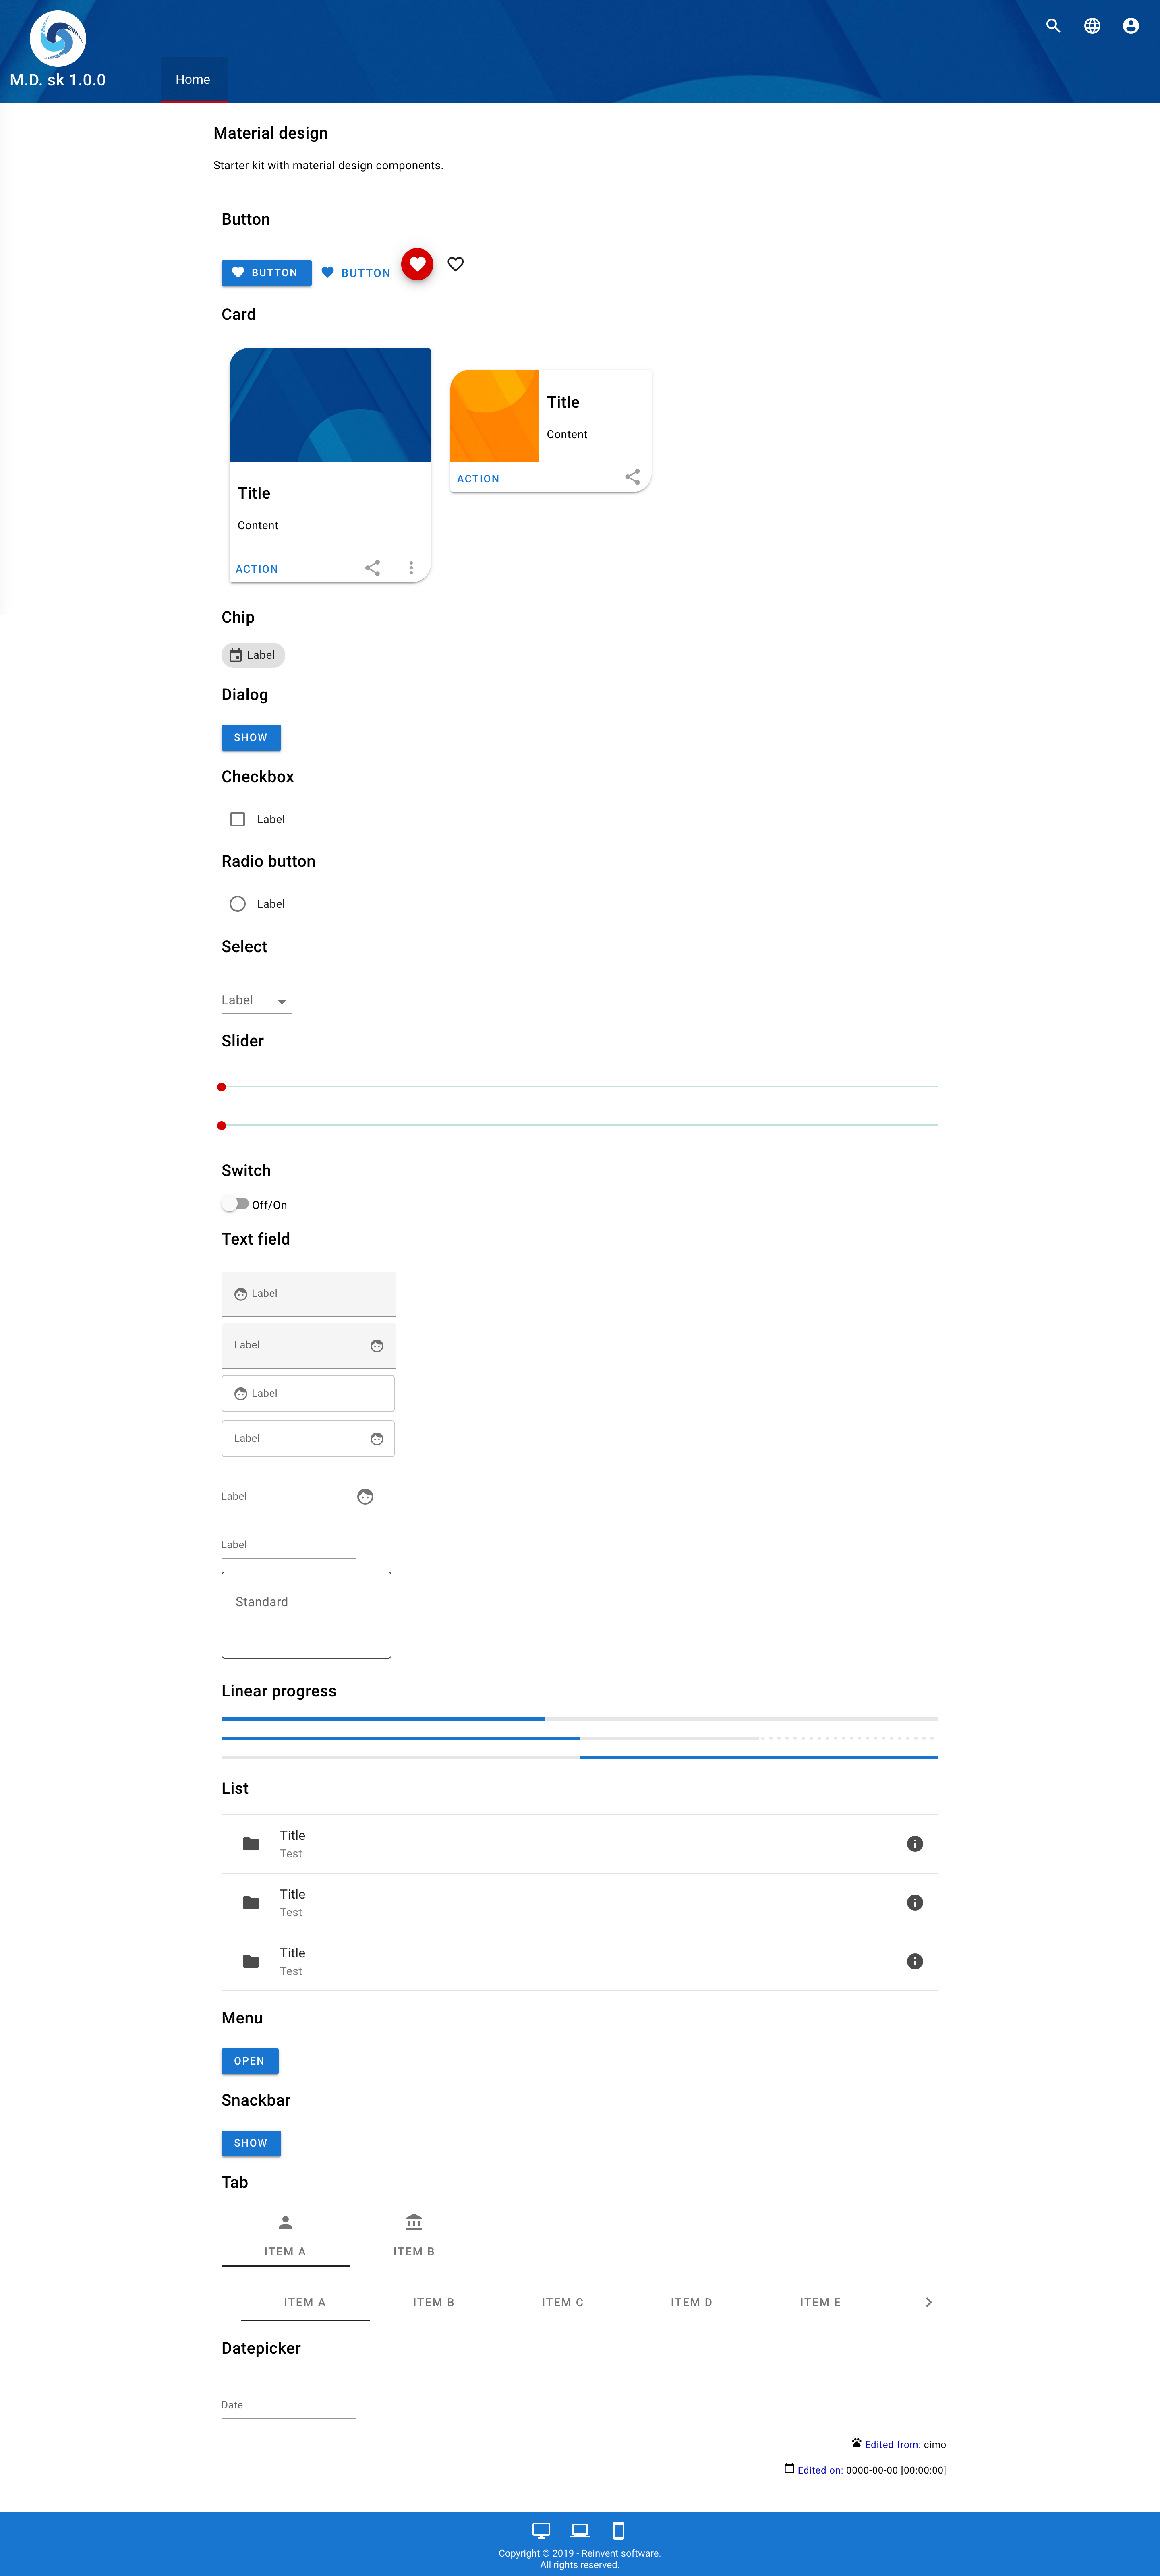 M.D. sk 1.0.0
Home
Material design
Starter kit with material design components.
Button
BUTTON
BUTTON
Card
Title
Content
ACTION
Title
Content
ACTION
Chip
Label
Dialog
SHOW
Checkbox
Label
Radio button
Label
Select
Label
Slider
Switch
Off/On
Text field
Label
Label
Label
Label
Label
Label
Standard
Linear progress
List
Title
Test
Title
Test
Title
Test
Menu
OPEN
Snackbar
SHOW
Tab
ITEM A ITEM B
ITEM A ITEM B ITEM C ITEM D ITEM E
Datepicker
Date
Edited from: cimo
Edited on: 0000-00-00 [00:00:00]
Copyright © 2019 - Reinvent software.
All rights reserved.